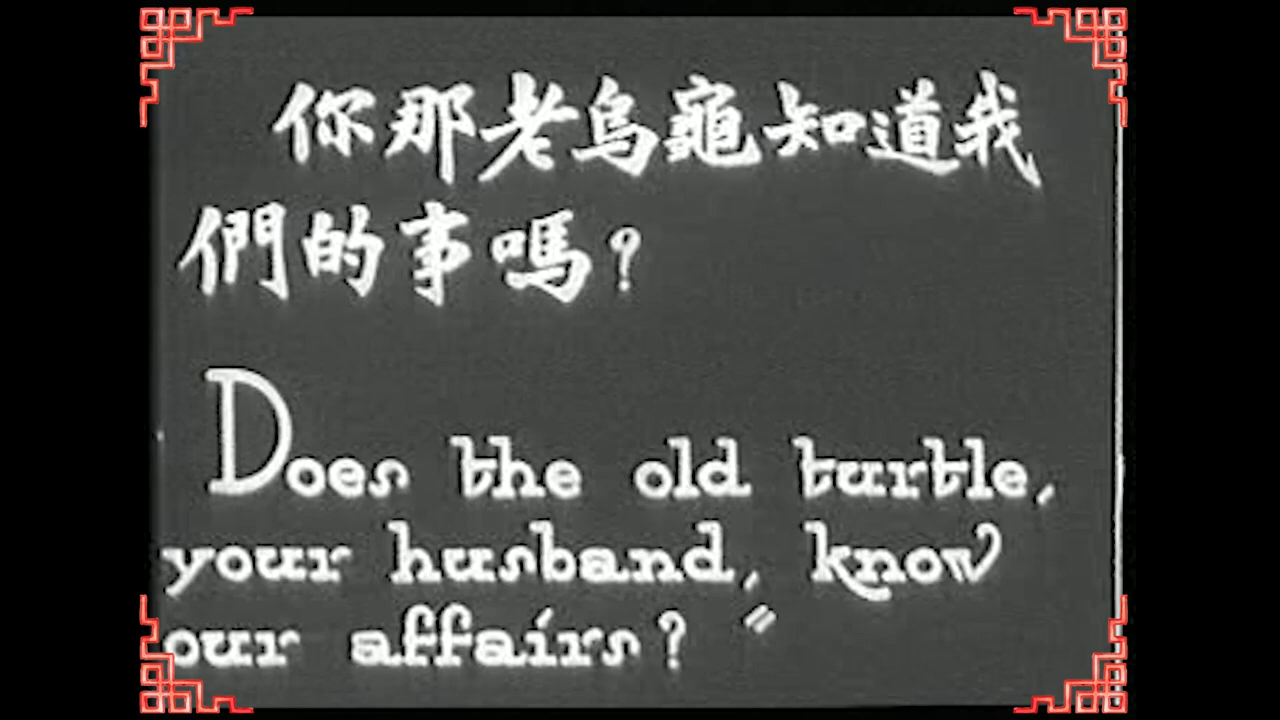 你那老烏龜知道我
們的事嗎？
Does the old turtle,
your husband, know
our affairs? "